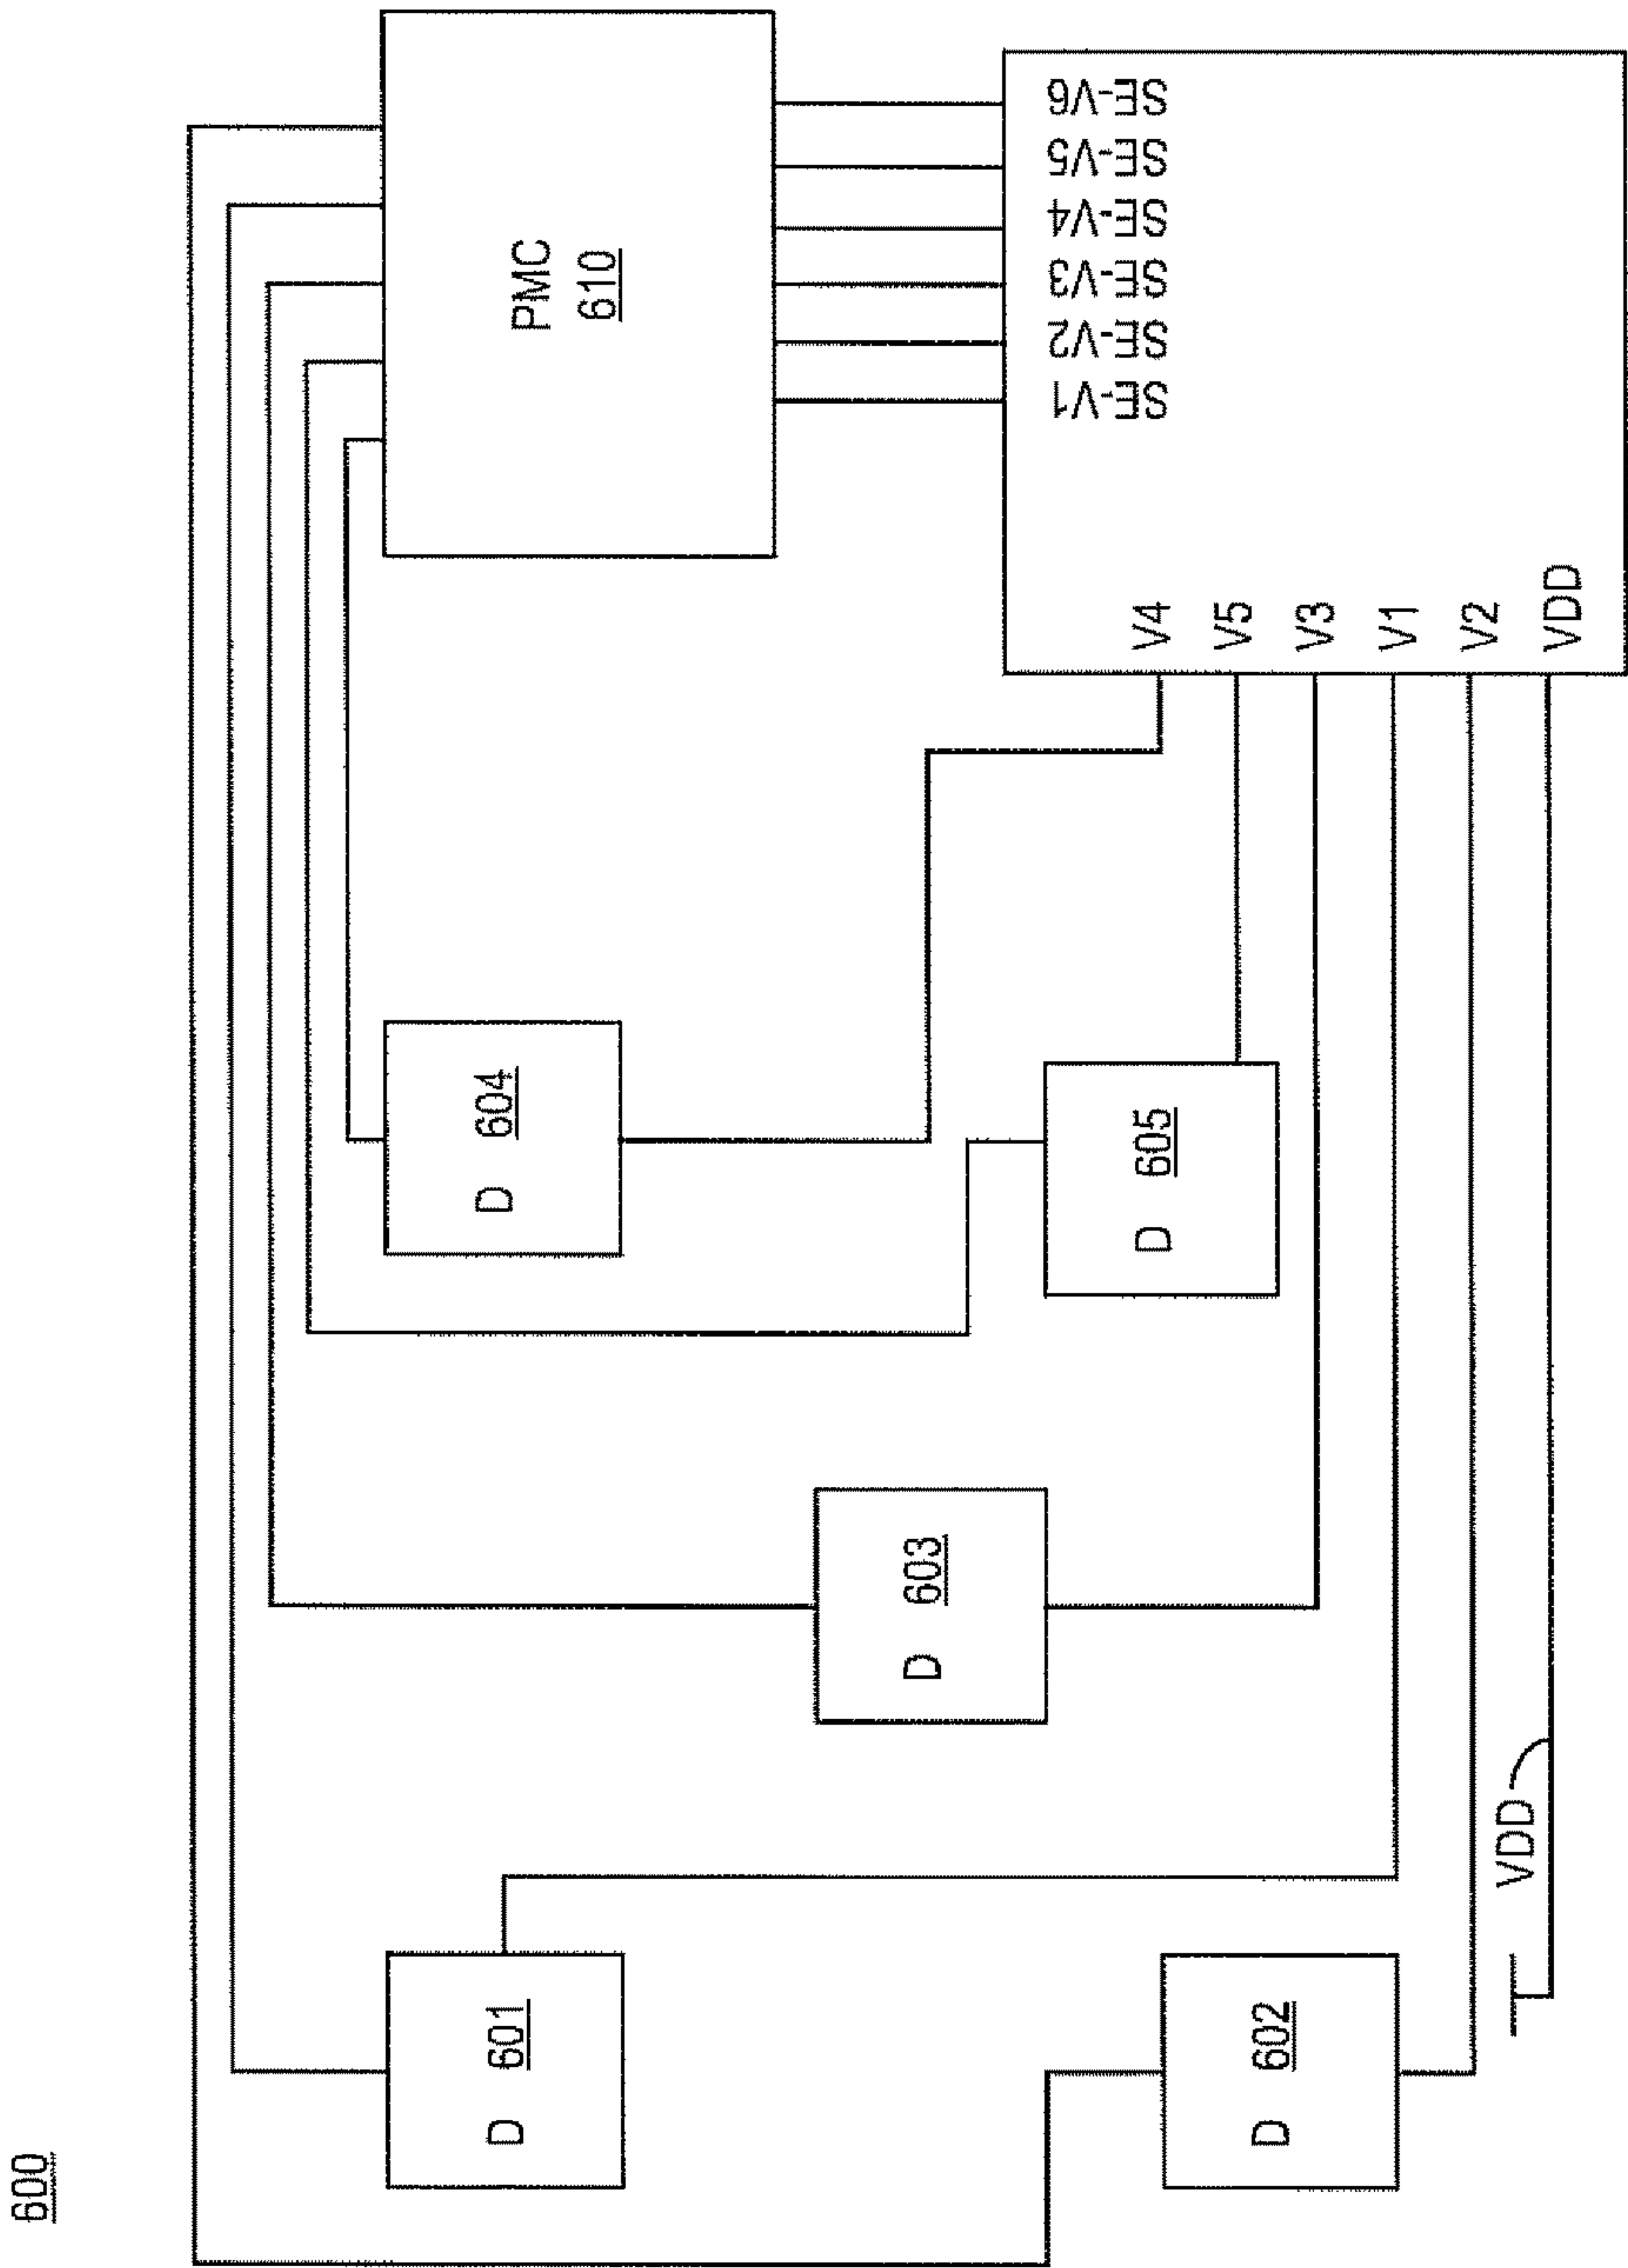 600
PMC
610
D 604
D 605
D 603
D 601
D 602
SE-V1
SE-V2
SE-V3
SE-V4
SE-V5
SE-V6
V4
V5
V3
V1
V2
VDD
VDD